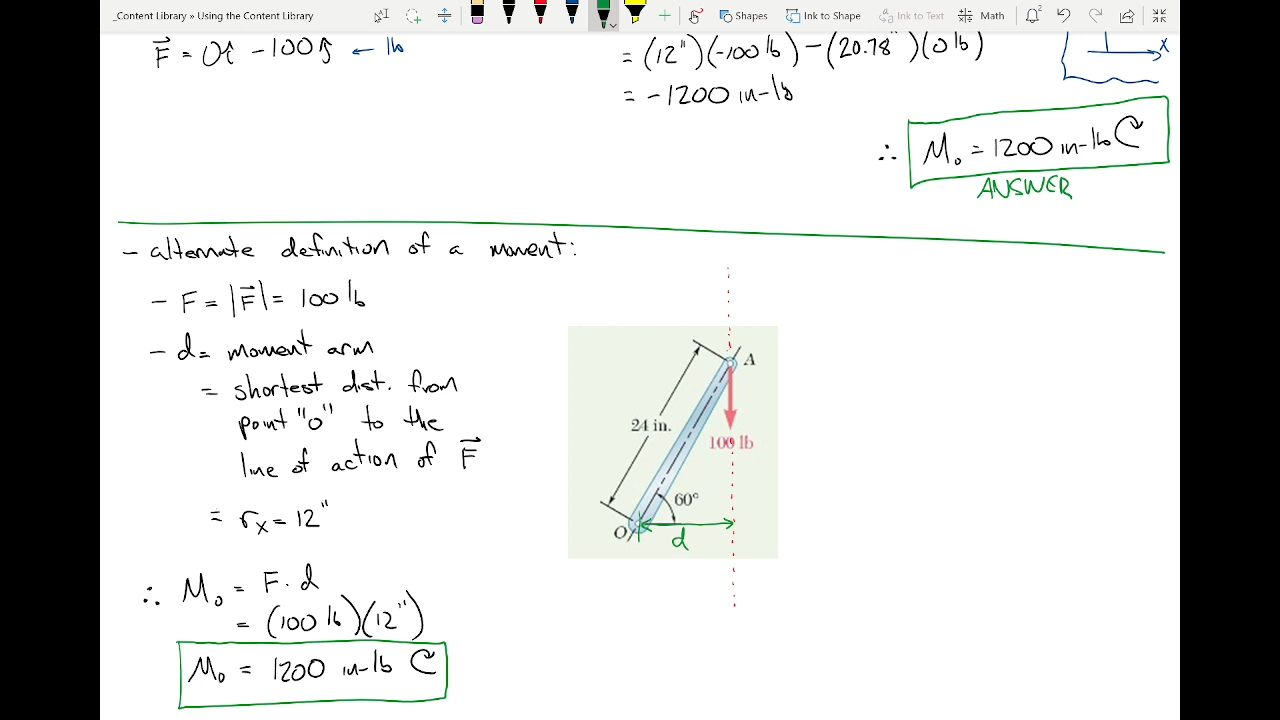 _Content Library » Using the Content Library
Shapes
Ink to Shape
Ink to Text
Math
F⃗ = 0î - 100ĵ ← lb
= (12")(-100 lb) - (20.78")(0 lb)
= -1200 in-lb
x
∴ M₀ = 1200 in-lb ↻
ANSWER
- alternate definition of a moment:
- F = |F⃗| = 100 lb
- d = moment arm
= shortest dist. from
point "O" to the
line of action of F⃗
= rₓ = 12"
∴ M₀ = F · d
= (100 lb)(12")
M₀ = 1200 in-lb ↻
A
24 in.
100 lb
60°
O
d